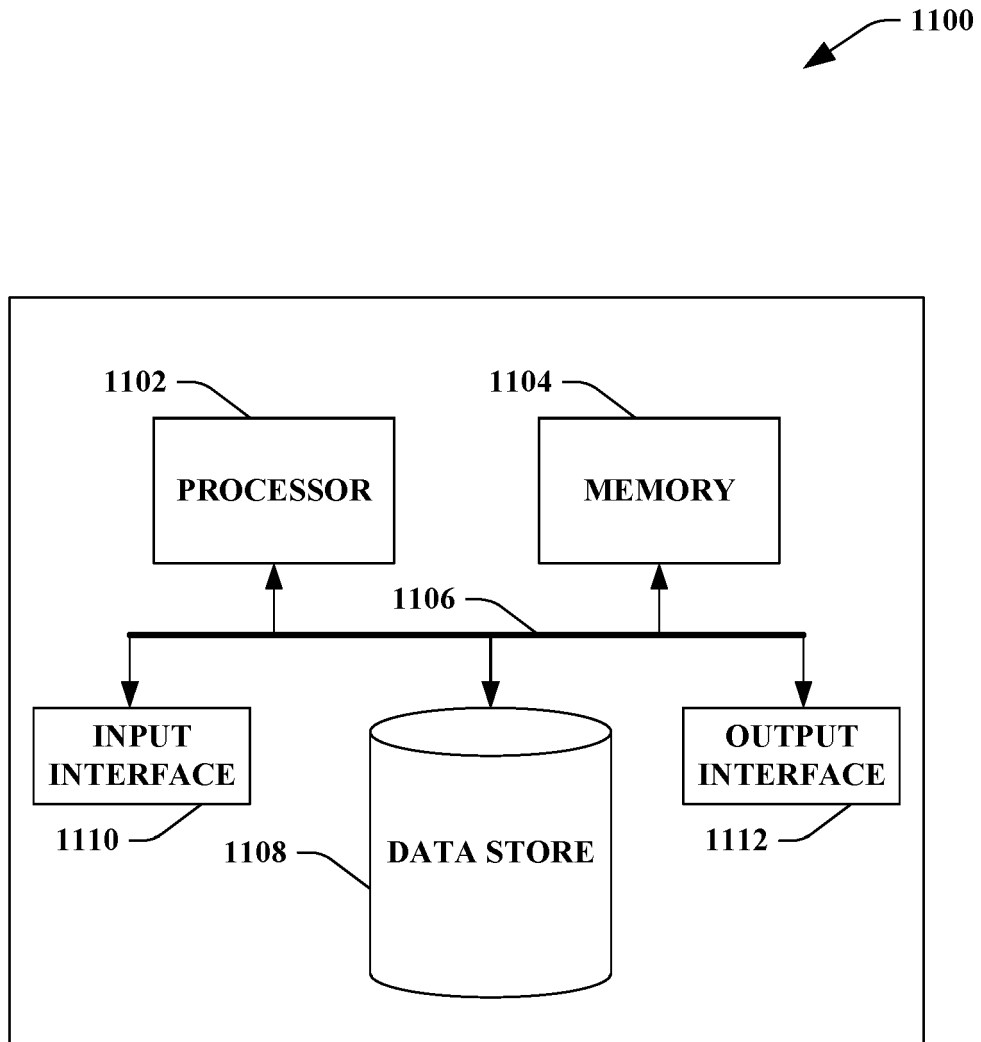 1100
1102
1104
PROCESSOR
MEMORY
1106
INPUT
INTERFACE
OUTPUT
INTERFACE
1110
1108
DATA STORE
1112